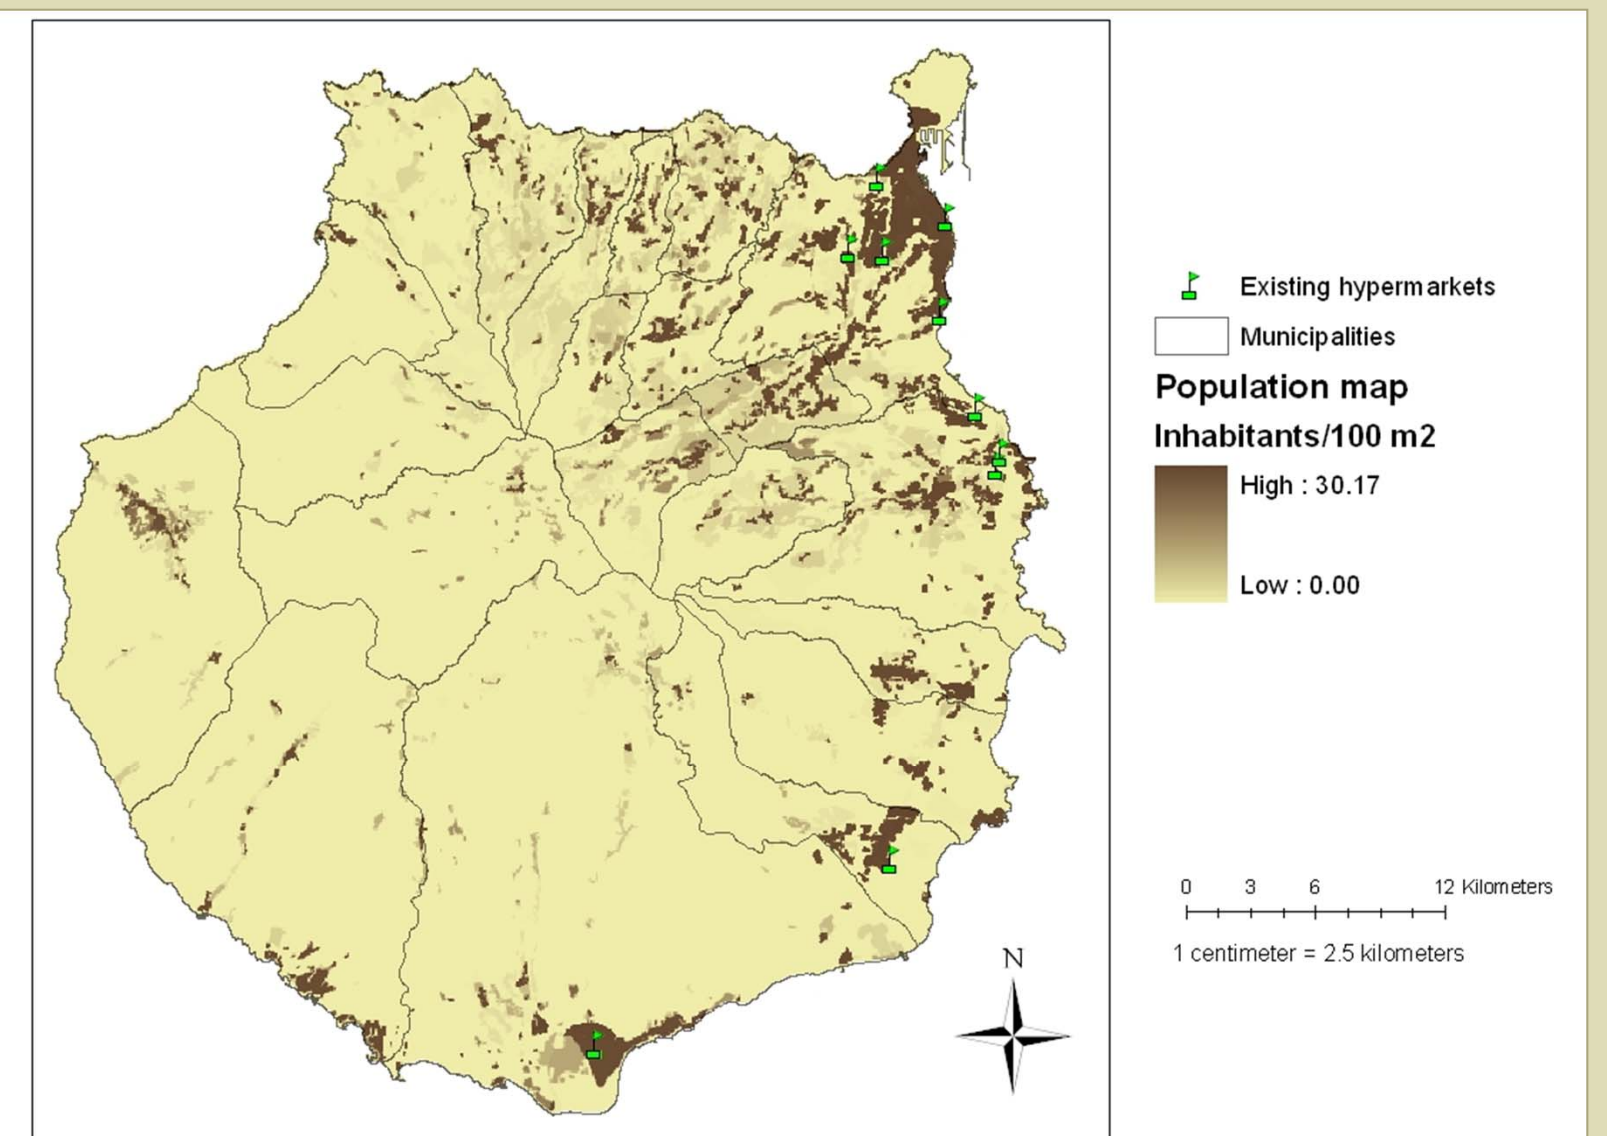 Existing hypermarkets
Municipalities
Population map
Inhabitants/100 m2
High : 30.17
Low : 0.00
0 3 6 12 Kilometers
1 centimeter = 2.5 kilometers
N